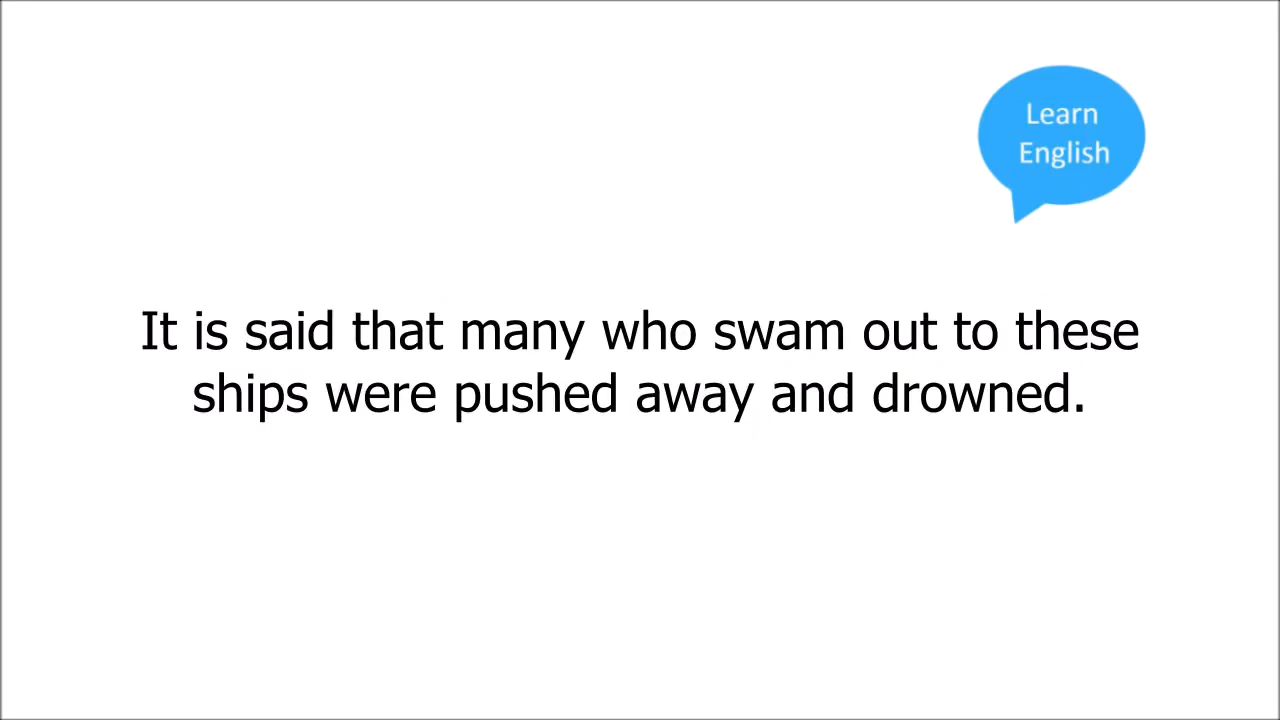 Learn
English
It is said that many who swam out to these
ships were pushed away and drowned.